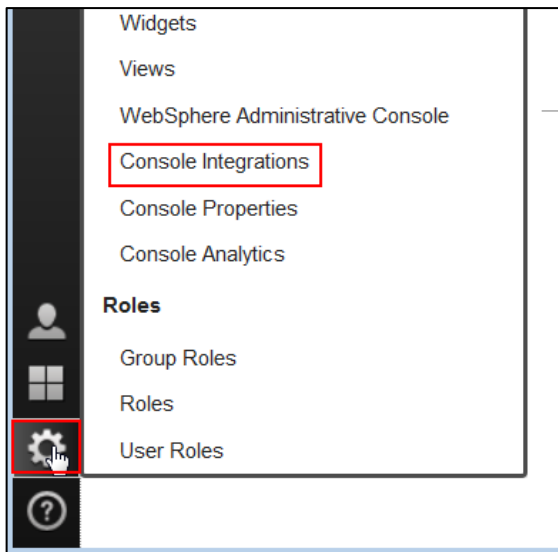 Widgets
Views
WebSphere Administrative Console
Console Integrations
Console Properties
Console Analytics
Roles
Group Roles
Roles
User Roles
?